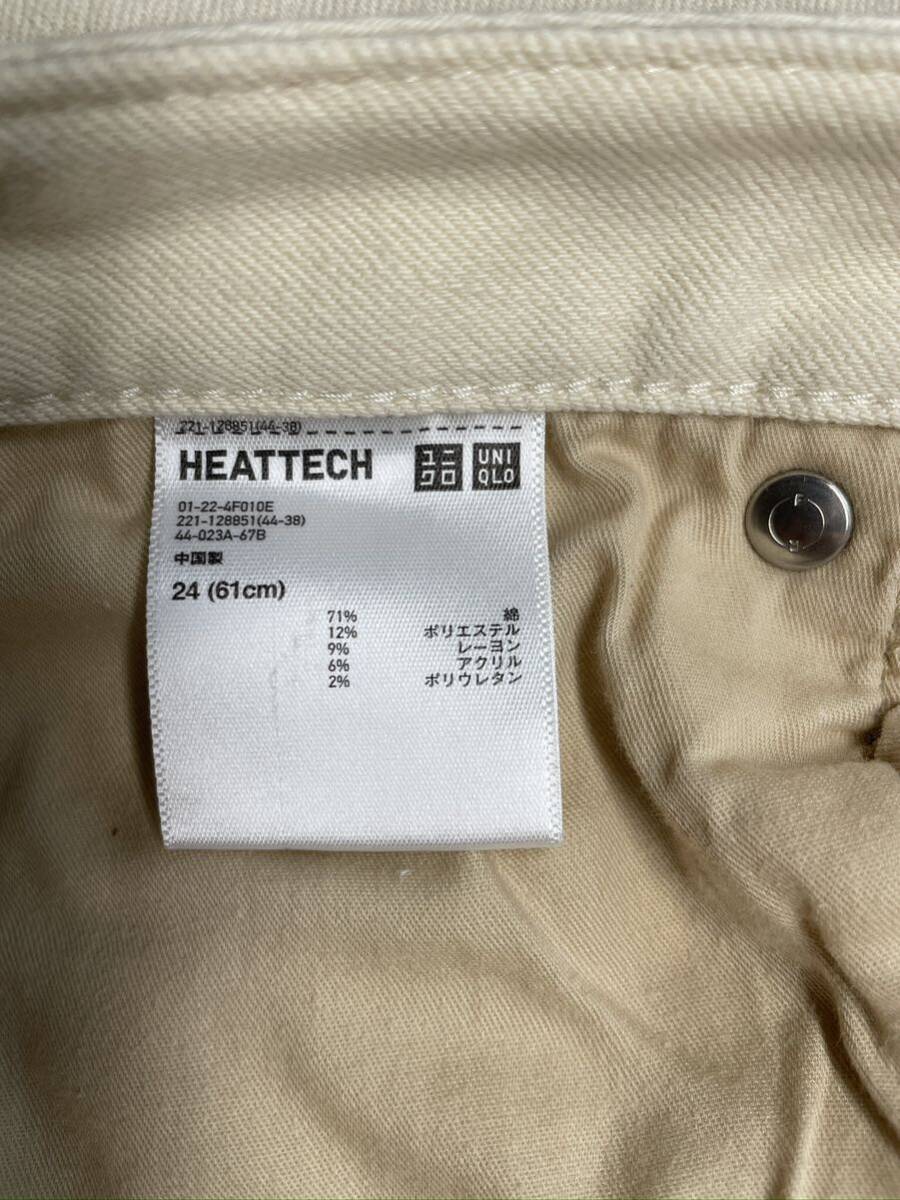 221-128851(44-38)
HEATTECH ユニクロ UNIQLO
01-22-4F010E
221-128851(44-38)
44-023A-67B
中国製
24 (61cm)
71% 綿
12% ポリエステル
9% レーヨン
6% アクリル
2% ポリウレタン